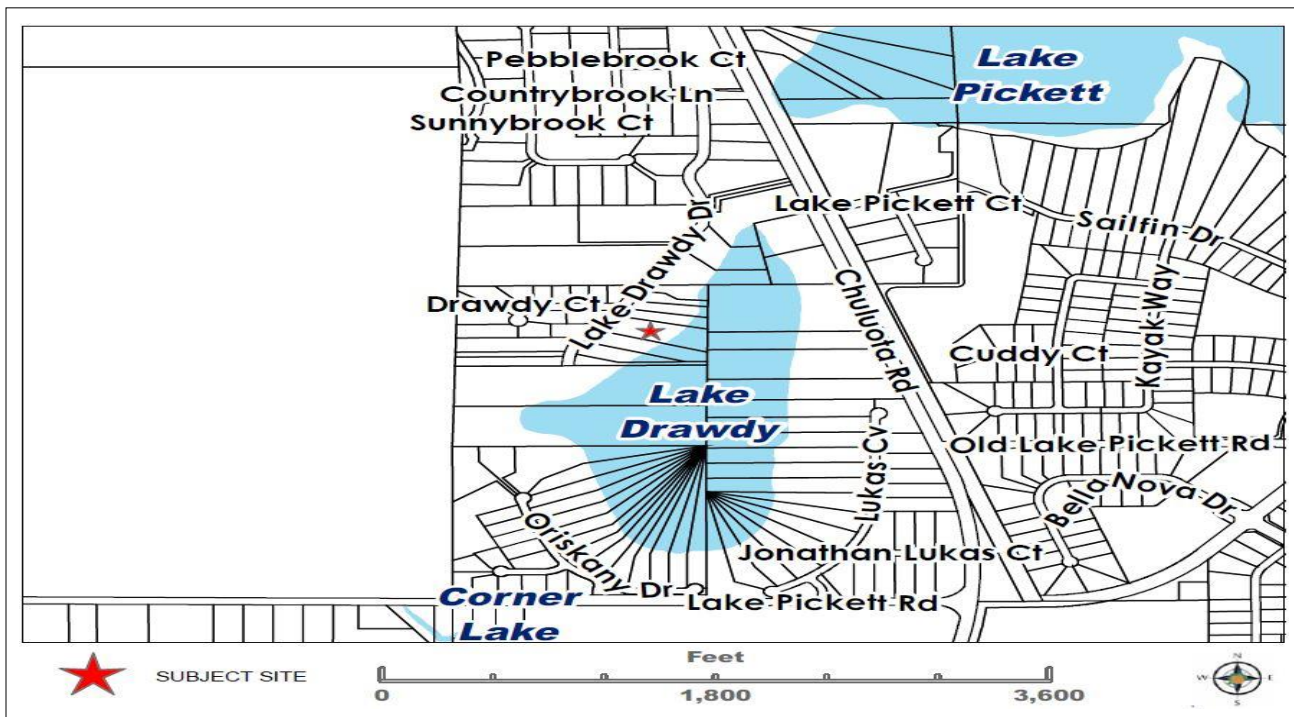 Pebblebrook Ct
Lake
Pickett
Countrybrook Ln
Sunnybrook Ct
Lake Pickett Ct
Sailfin Dr
Lake Drawdy Dr
Drawdy Ct
Chuluota Rd
Kayak Way
Cuddy Ct
Lake
Drawdy
Lukas Cv
Old Lake Pickett Rd
Bella Nova Dr
Oriskany Dr
Jonathan Lukas Ct
Corner
Lake
Lake Pickett Rd
SUBJECT SITE
Feet
0 1,800 3,600
N
W E
S